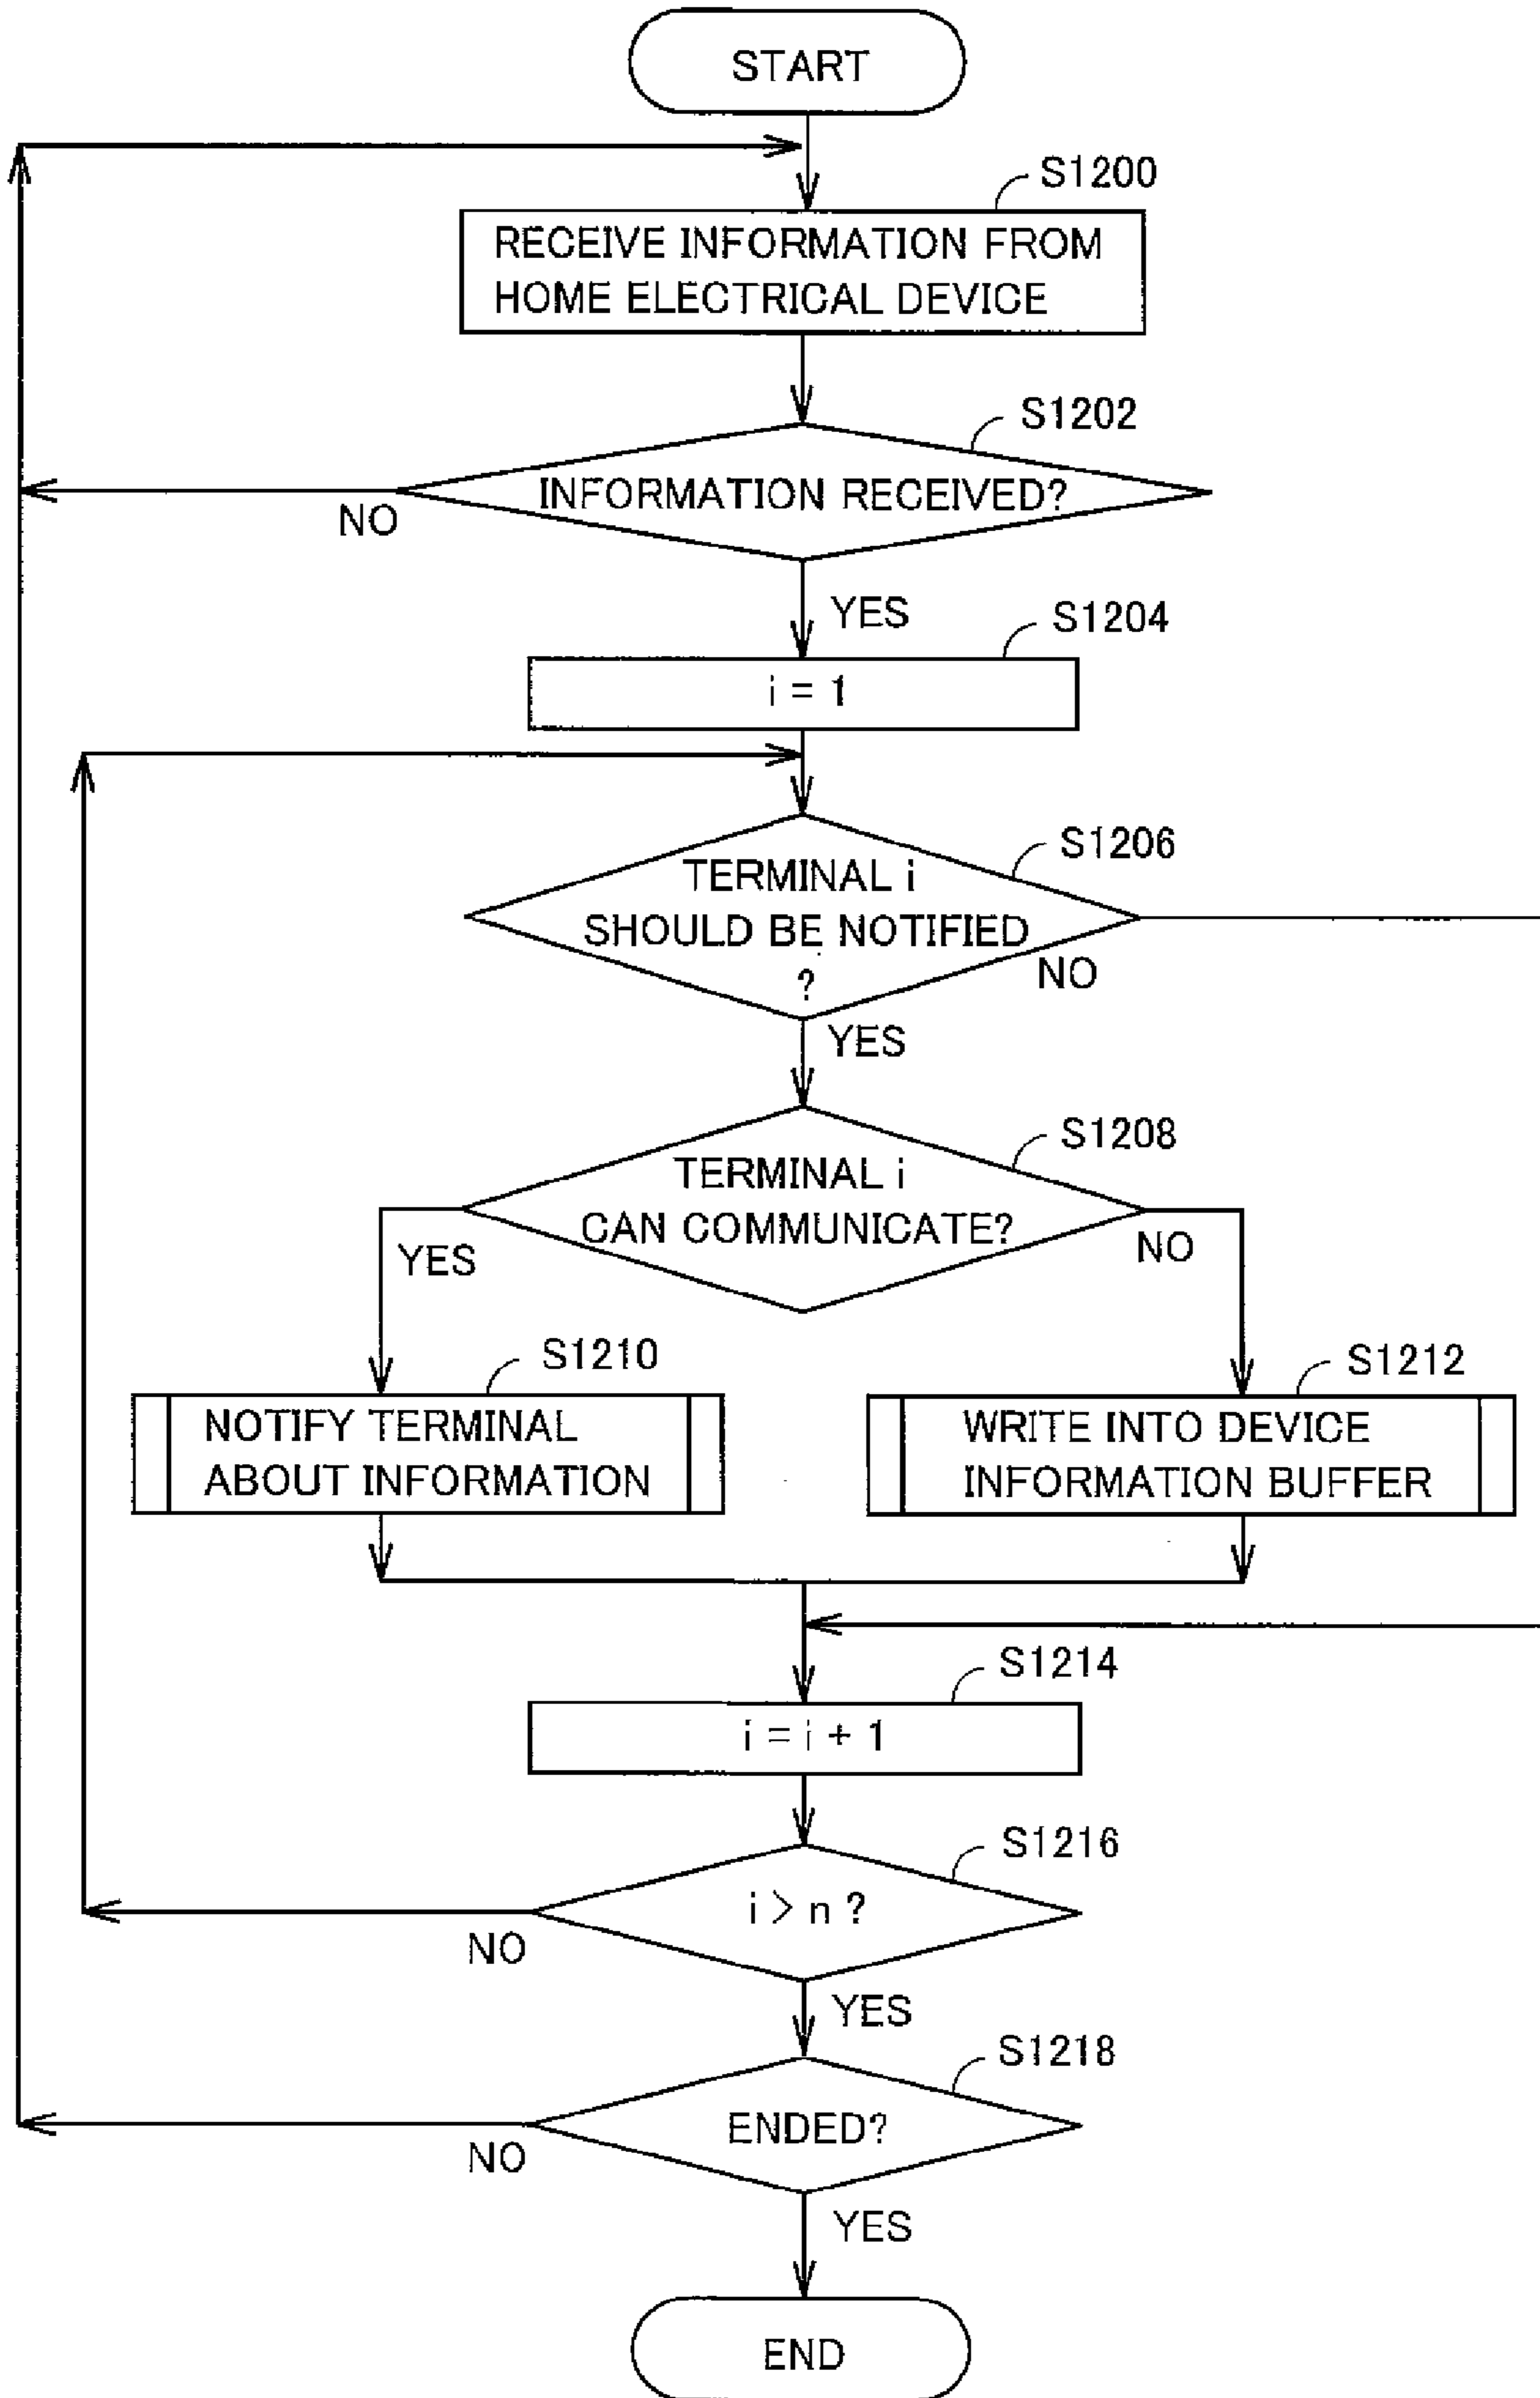 START
S1200
RECEIVE INFORMATION FROM
HOME ELECTRICAL DEVICE
S1202
INFORMATION RECEIVED?
NO
YES
S1204
i = 1
S1206
TERMINAL i
SHOULD BE NOTIFIED
?
NO
YES
S1208
TERMINAL i
CAN COMMUNICATE?
YES
NO
S1210
NOTIFY TERMINAL
ABOUT INFORMATION
S1212
WRITE INTO DEVICE
INFORMATION BUFFER
S1214
i = i + 1
S1216
i > n ?
NO
YES
S1218
ENDED?
NO
YES
END